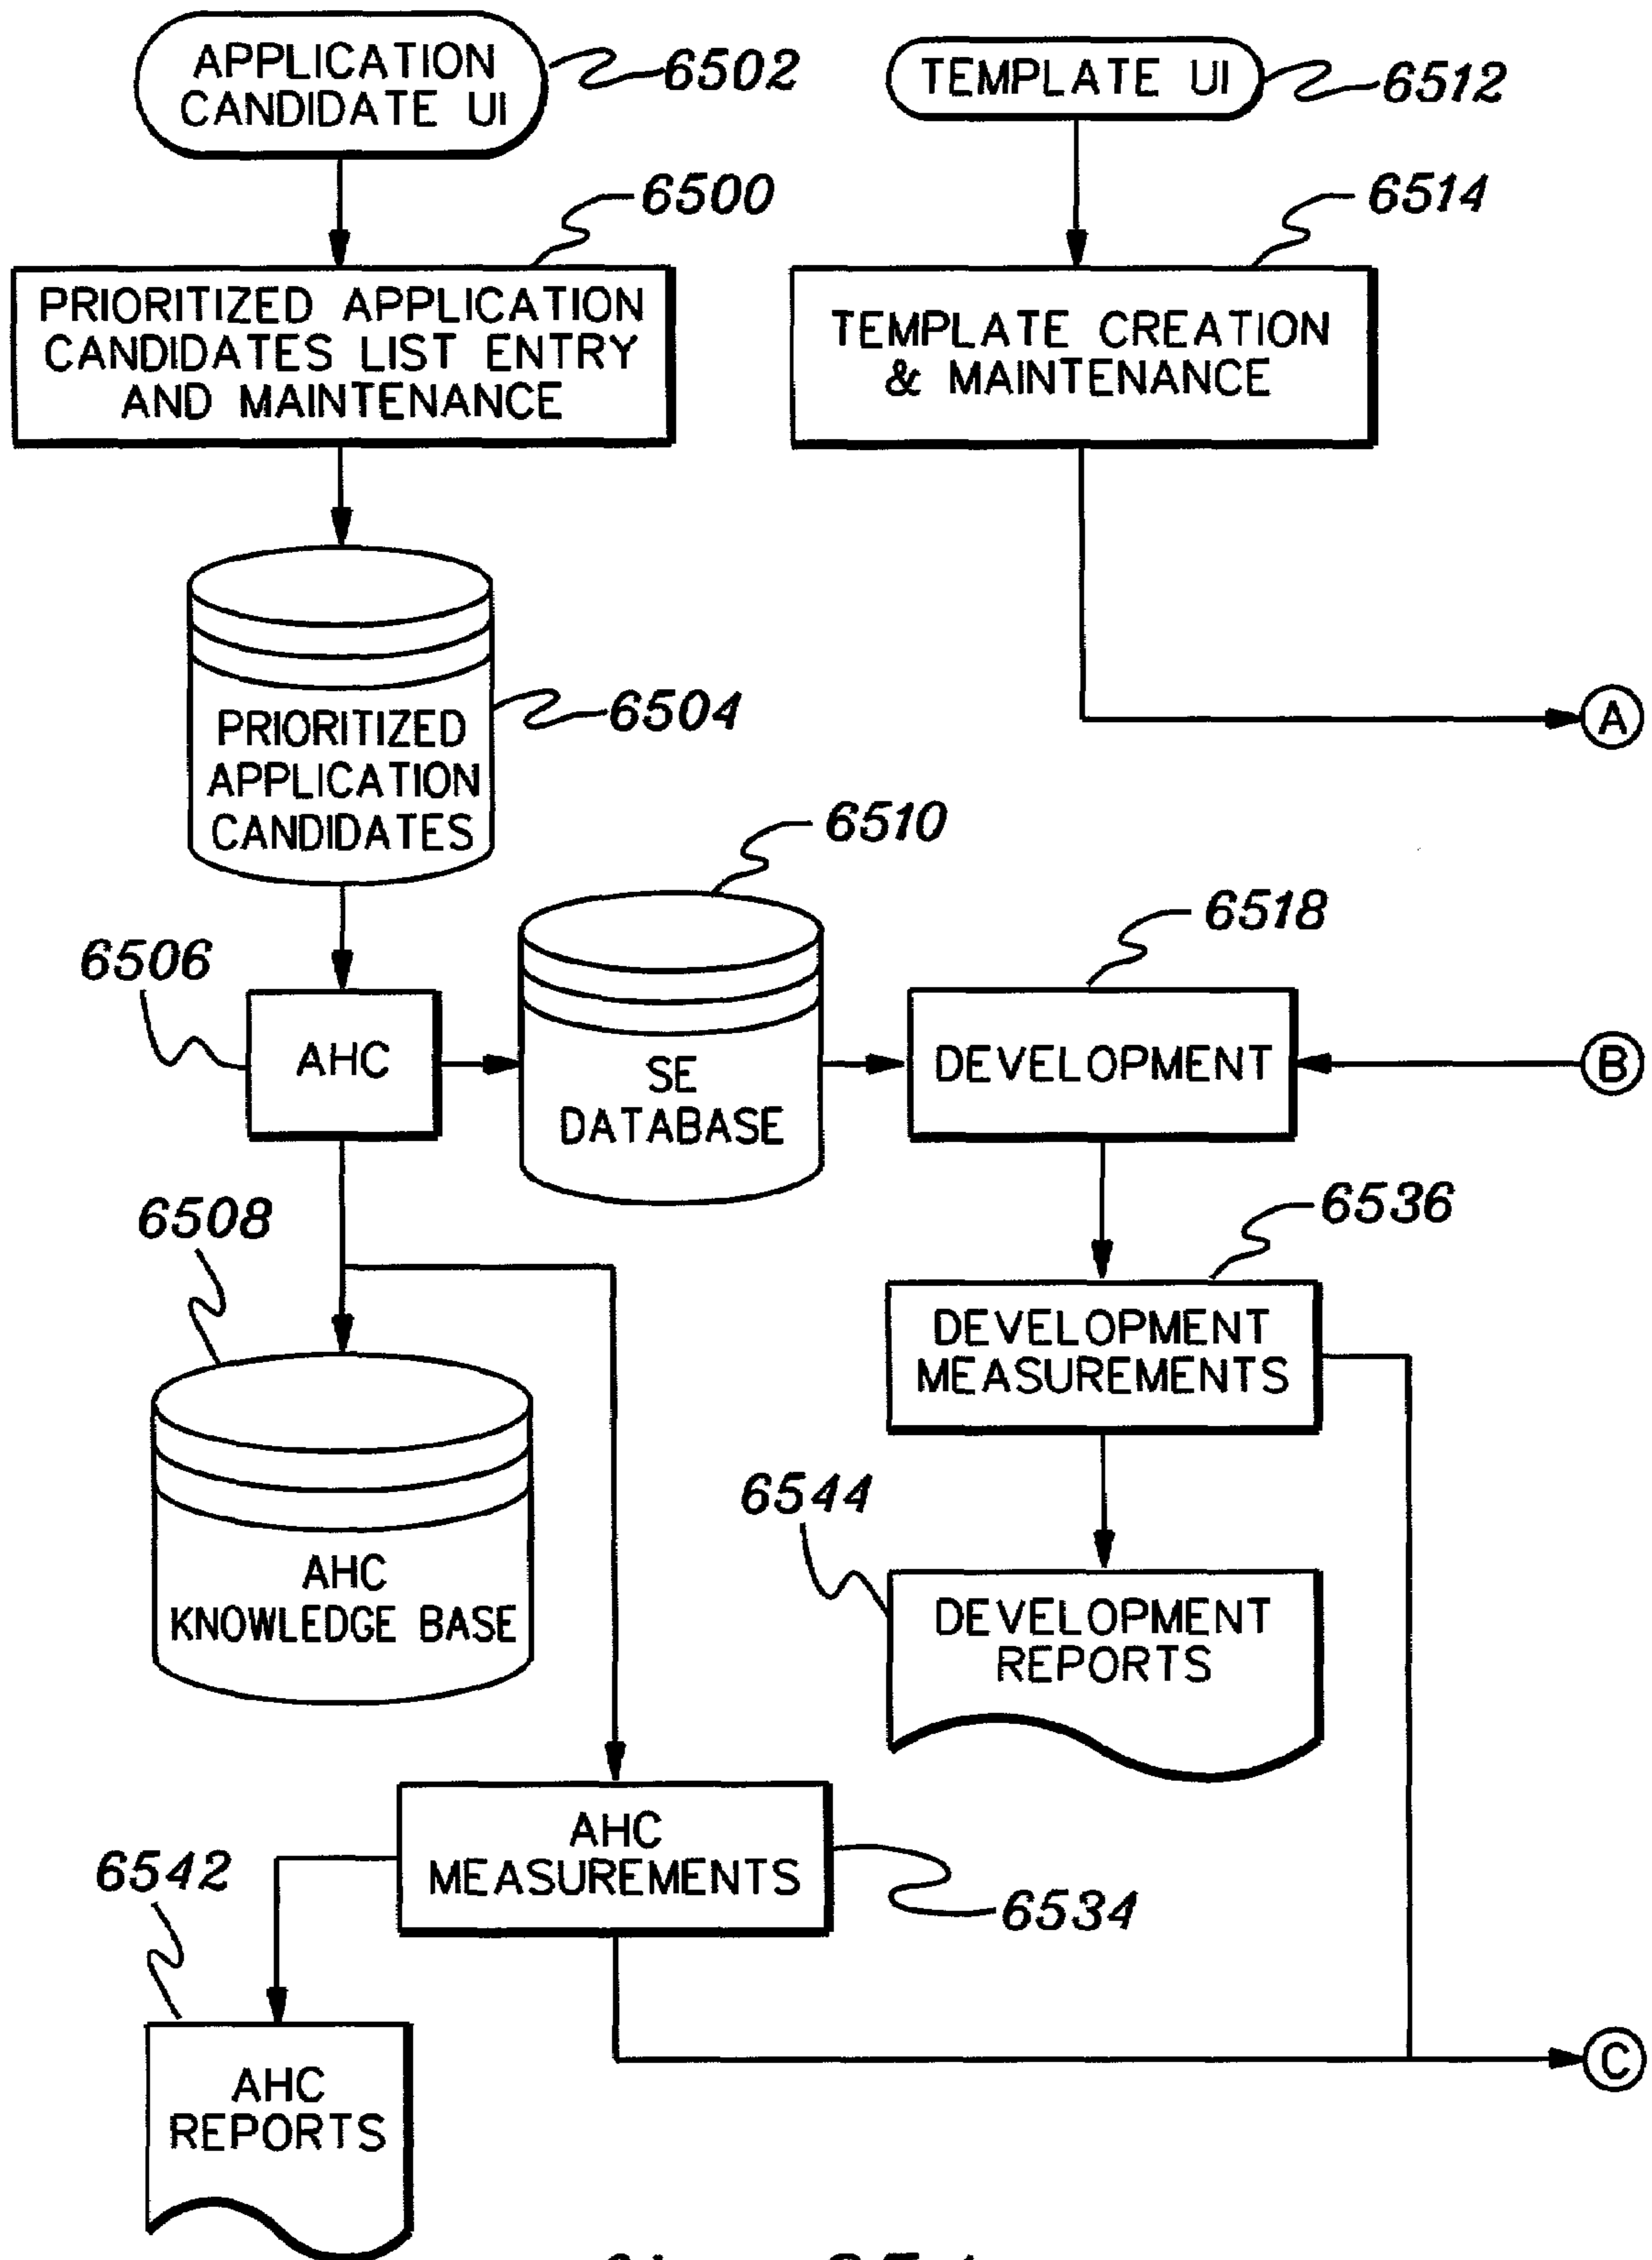 APPLICATION
CANDIDATE UI
6502
TEMPLATE UI
6512
6500
PRIORITIZED APPLICATION
CANDIDATES LIST ENTRY
AND MAINTENANCE
6514
TEMPLATE CREATION
& MAINTENANCE
PRIORITIZED
APPLICATION
CANDIDATES
6504
A
6510
6506
AHC
SE
DATABASE
6518
DEVELOPMENT
B
6508
AHC
KNOWLEDGE BASE
6536
DEVELOPMENT
MEASUREMENTS
6544
DEVELOPMENT
REPORTS
AHC
MEASUREMENTS
6534
6542
AHC
REPORTS
C